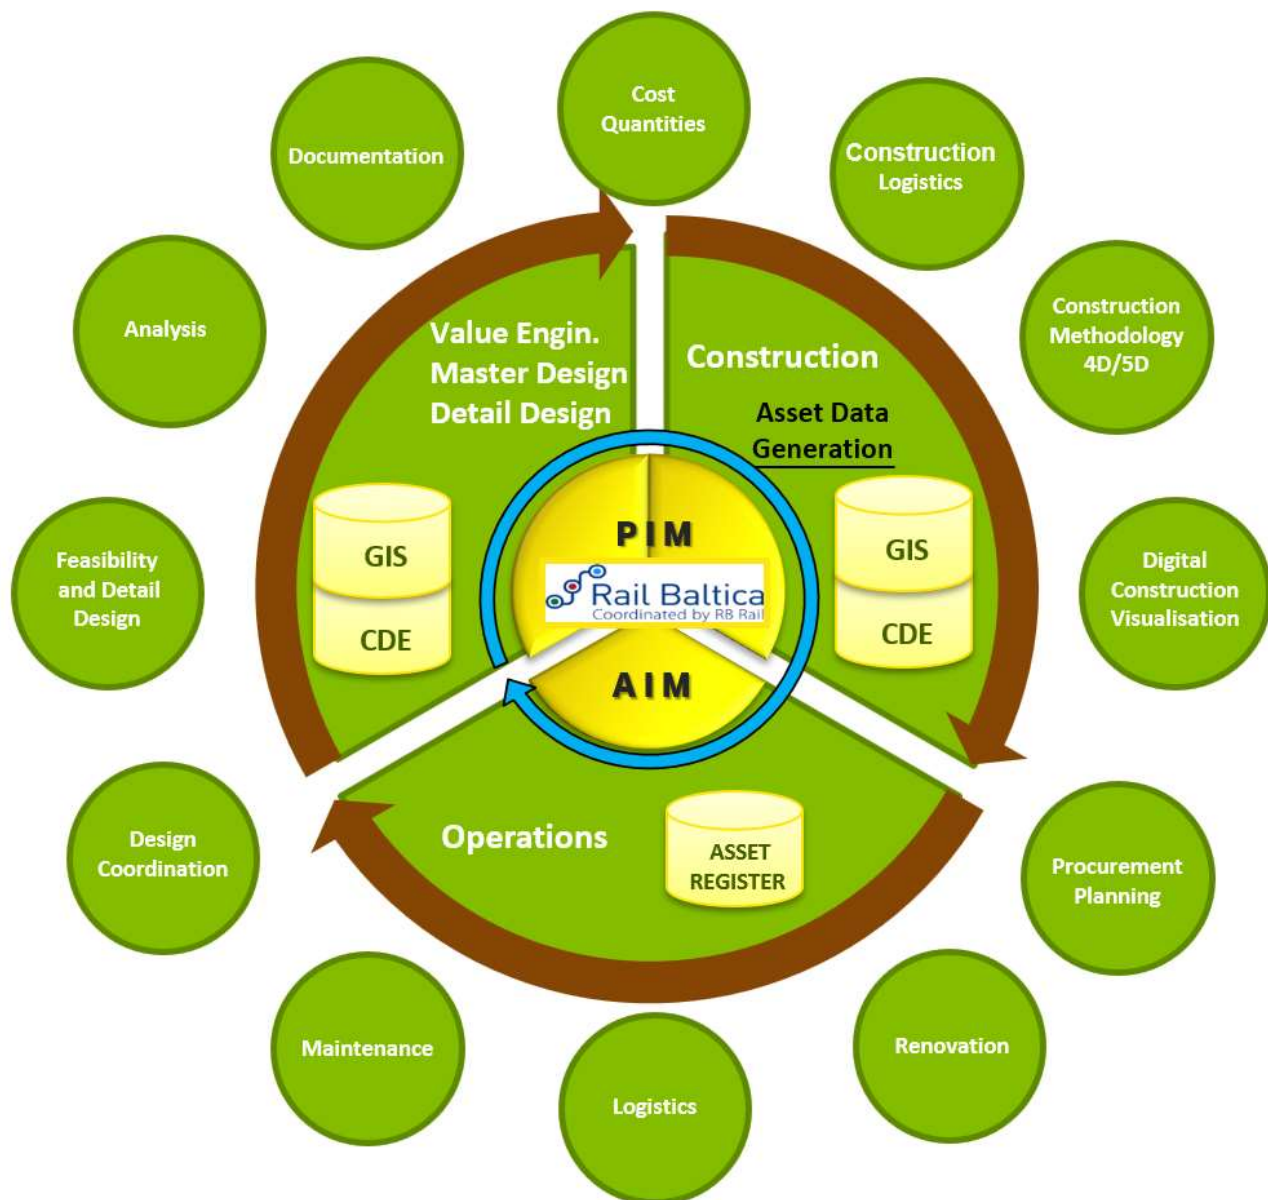 Cost
Quantities
Documentation
Construction
Logistics
Analysis
Construction
Methodology
4D/5D
Value Engin.
Master Design
Detail Design
Construction
Asset Data
Generation
Feasibility
and Detail
Design
GIS
CDE
PIM
Rail Baltica
Coordinated by RB Rail
AIM
GIS
CDE
Digital
Construction
Visualisation
Design
Coordination
Operations
ASSET
REGISTER
Procurement
Planning
Maintenance
Logistics
Renovation